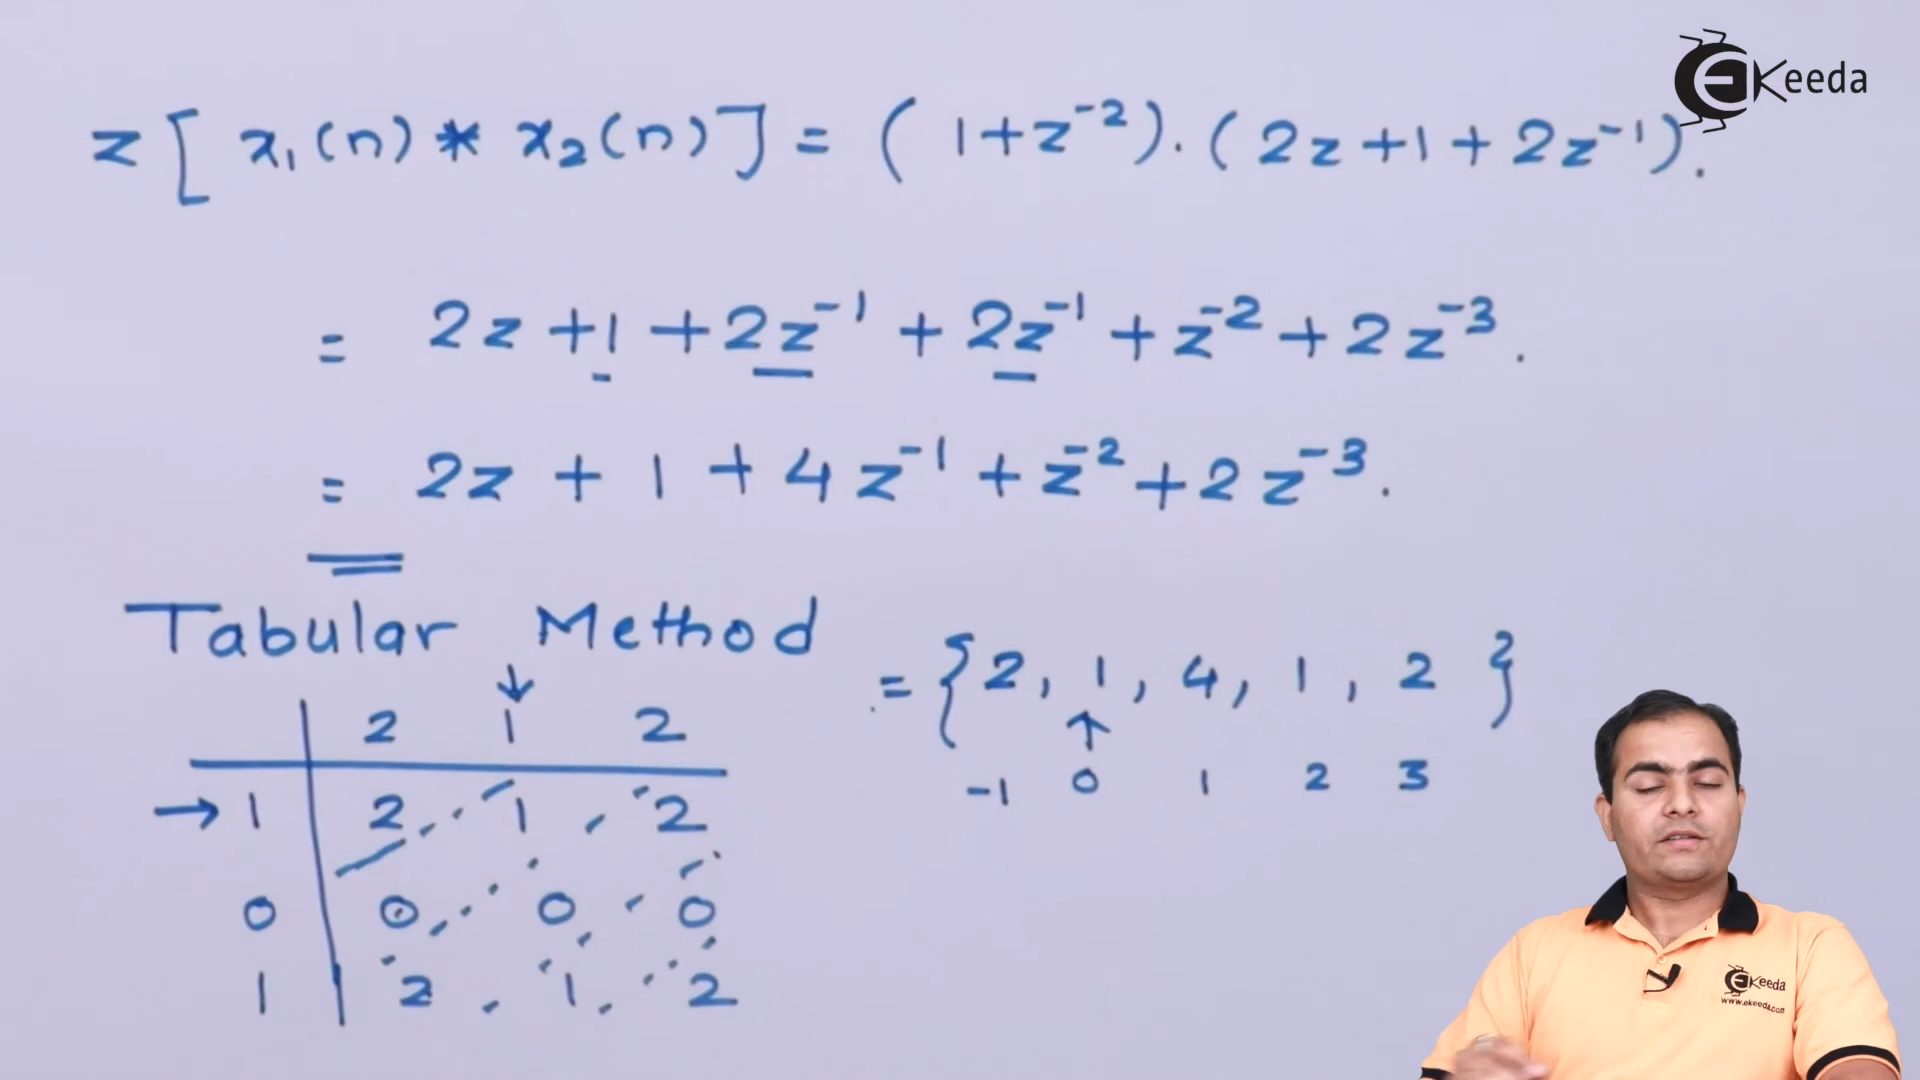 eKeeda
z[ x₁(n) * x₂(n) ] = ( 1+z⁻²).( 2z+1+2z⁻¹).
= 2z+1+2z⁻¹+2z⁻¹+z⁻²+2z⁻³.
= 2z + 1 + 4z⁻¹+z⁻²+2z⁻³.
Tabular Method
↓
2 1 2
→ 1 2 1 2
0 0 0 0
1 2 1 2
= {2, 1, 4, 1, 2 }
↑
-1 0 1 2 3
eKeeda
www.ekeeda.com